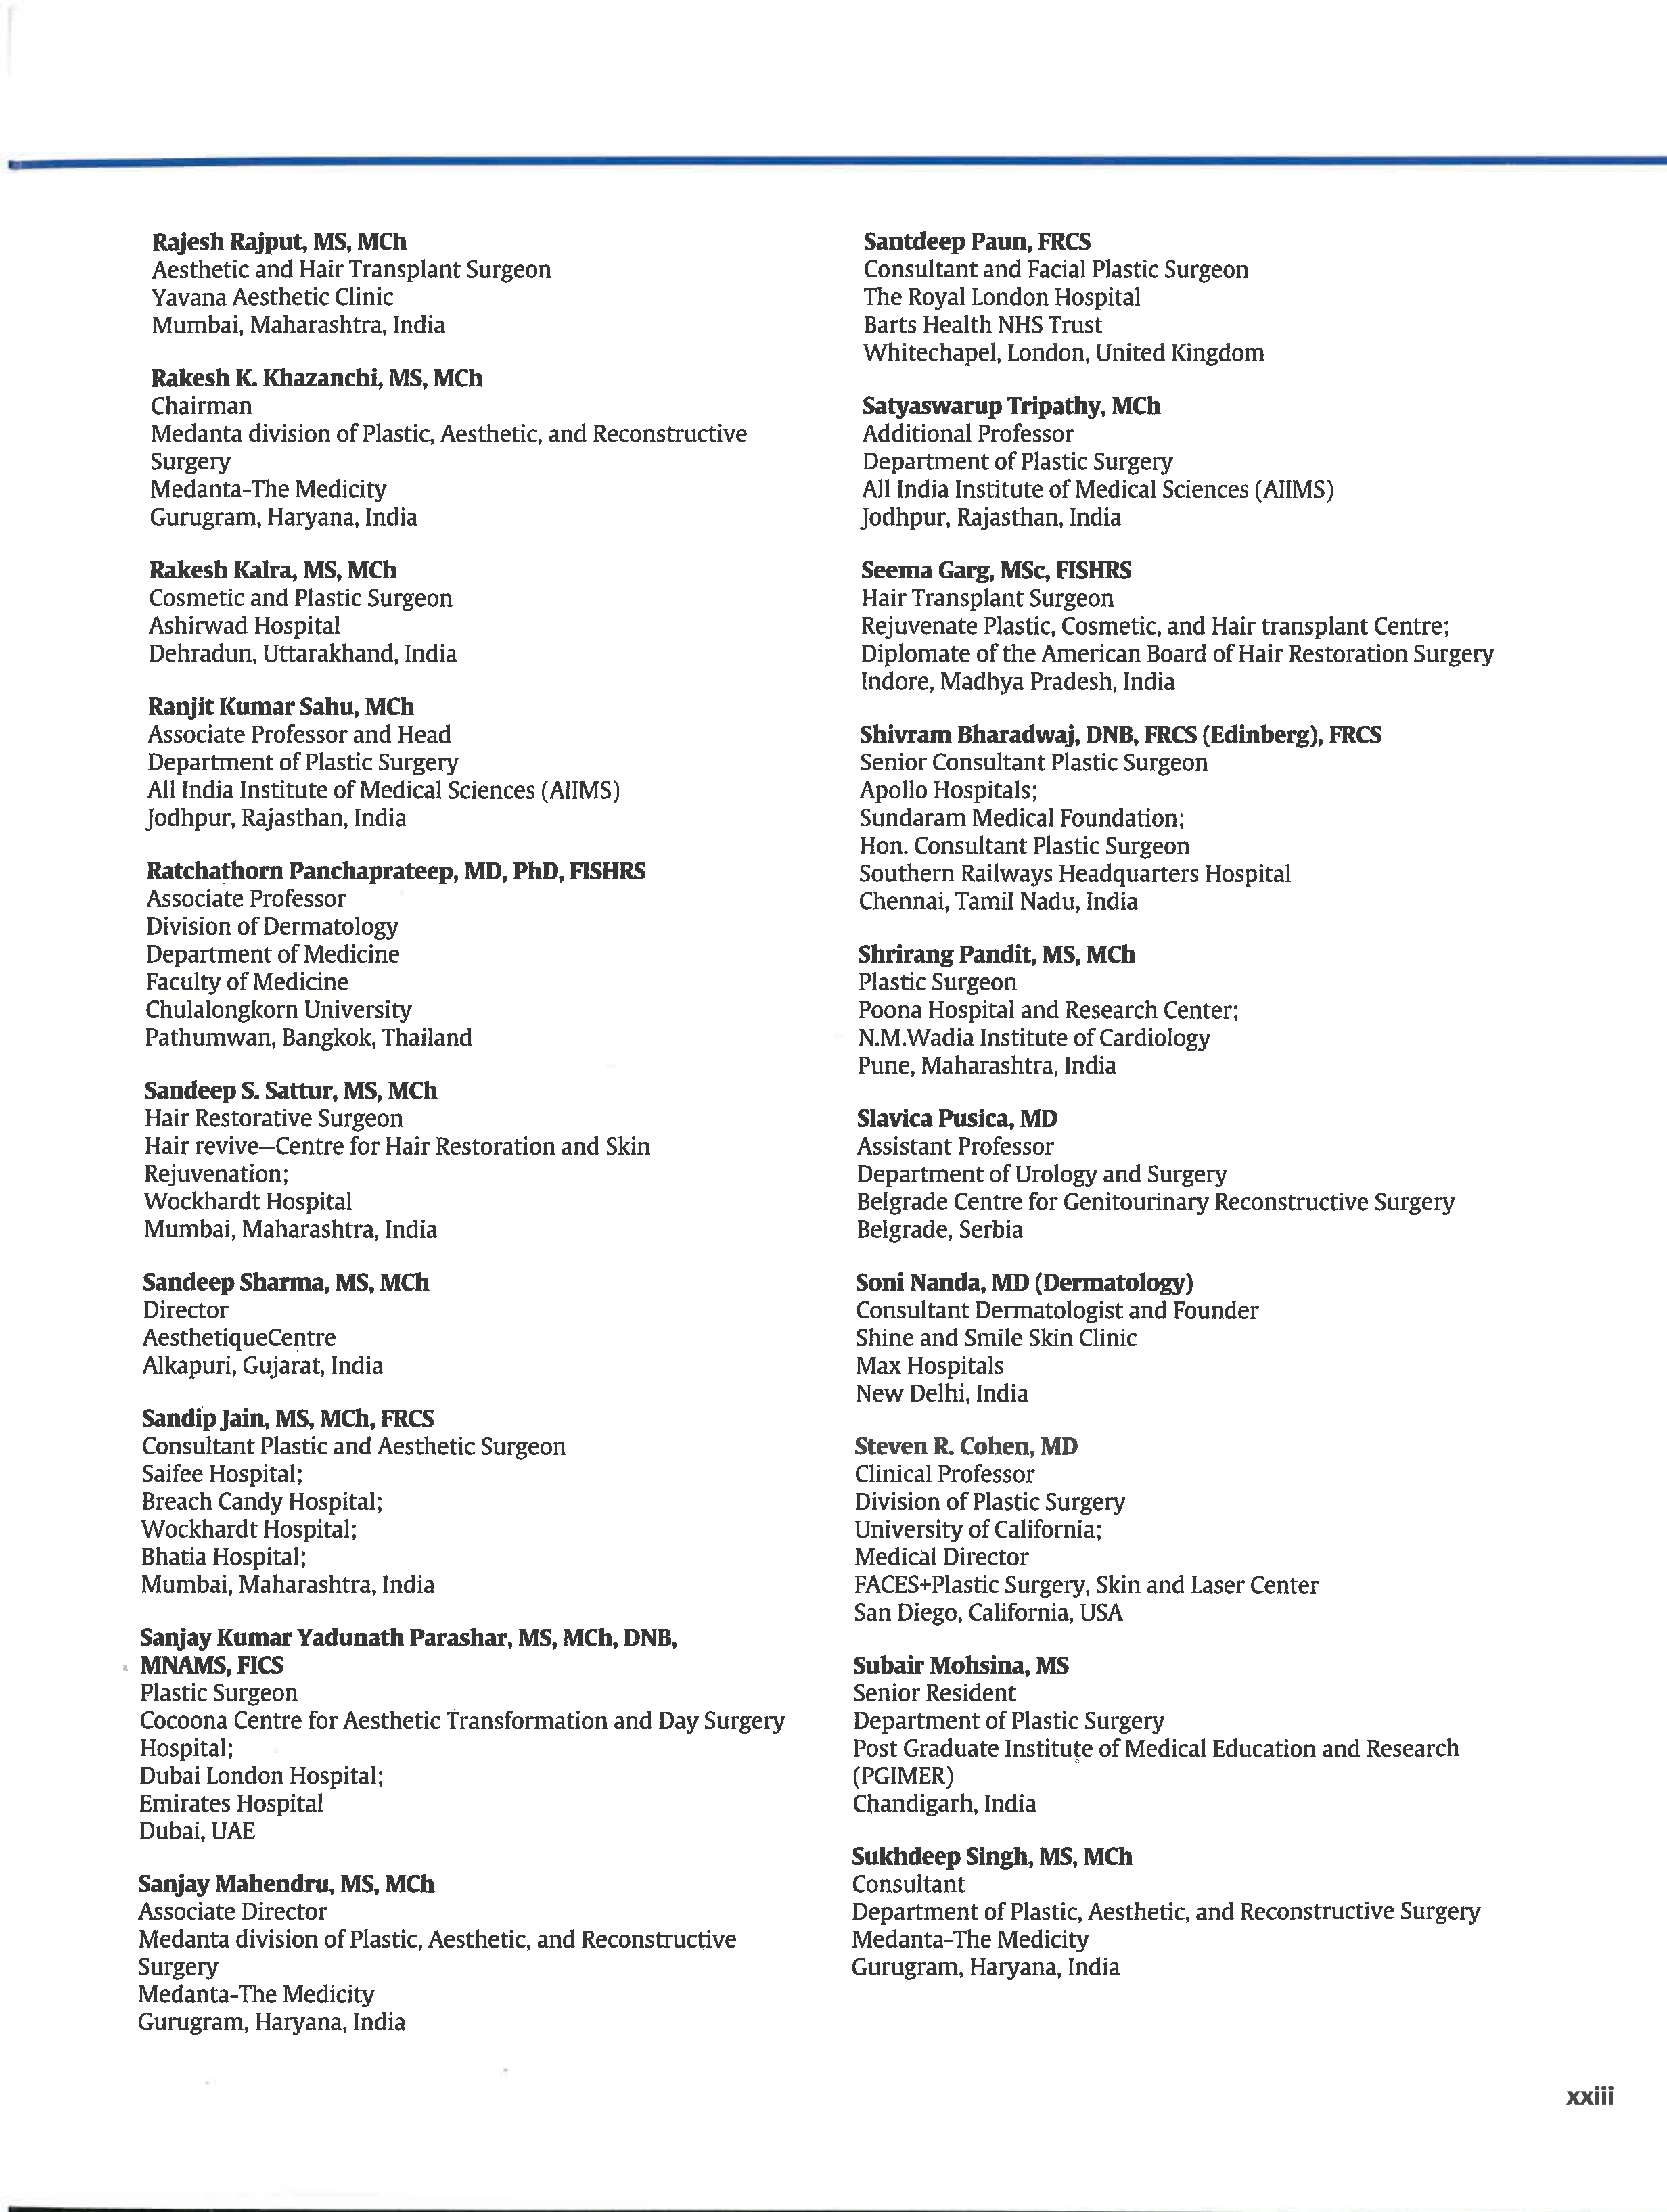 Rajesh Rajput, MS, MCh
Aesthetic and Hair Transplant Surgeon
Yavana Aesthetic Clinic
Mumbai, Maharashtra, India
Rakesh K. Khazanchi, MS, MCh
Chairman
Medanta division of Plastic, Aesthetic, and Reconstructive
Surgery
Medanta-The Medicity
Gurugram, Haryana, India
Rakesh Kalra, MS, MCh
Cosmetic and Plastic Surgeon
Ashirwad Hospital
Dehradun, Uttarakhand, India
Ranjit Kumar Sahu, MCh
Associate Professor and Head
Department of Plastic Surgery
All India Institute of Medical Sciences (AIIMS)
Jodhpur, Rajasthan, India
Ratchathorn Panchaprateep, MD, PhD, FISHRS
Associate Professor
Division of Dermatology
Department of Medicine
Faculty of Medicine
Chulalongkorn University
Pathumwan, Bangkok, Thailand
Sandeep S. Sattur, MS, MCh
Hair Restorative Surgeon
Hair revive—Centre for Hair Restoration and Skin
Rejuvenation;
Wockhardt Hospital
Mumbai, Maharashtra, India
Sandeep Sharma, MS, MCh
Director
AesthetiqueCentre
Alkapuri, Gujarat, India
Sandip Jain, MS, MCh, FRCS
Consultant Plastic and Aesthetic Surgeon
Saifee Hospital;
Breach Candy Hospital;
Wockhardt Hospital;
Bhatia Hospital;
Mumbai, Maharashtra, India
Sanjay Kumar Yadunath Parashar, MS, MCh, DNB,
MNAMS, FICS
Plastic Surgeon
Cocoona Centre for Aesthetic Transformation and Day Surgery
Hospital;
Dubai London Hospital;
Emirates Hospital
Dubai, UAE
Sanjay Mahendru, MS, MCh
Associate Director
Medanta division of Plastic, Aesthetic, and Reconstructive
Surgery
Medanta-The Medicity
Gurugram, Haryana, India
Santdeep Paun, FRCS
Consultant and Facial Plastic Surgeon
The Royal London Hospital
Barts Health NHS Trust
Whitechapel, London, United Kingdom
Satyaswarup Tripathy, MCh
Additional Professor
Department of Plastic Surgery
All India Institute of Medical Sciences (AIIMS)
Jodhpur, Rajasthan, India
Seema Garg, MSc, FISHRS
Hair Transplant Surgeon
Rejuvenate Plastic, Cosmetic, and Hair transplant Centre;
Diplomate of the American Board of Hair Restoration Surgery
Indore, Madhya Pradesh, India
Shivram Bharadwaj, DNB, FRCS (Edinberg), FRCS
Senior Consultant Plastic Surgeon
Apollo Hospitals;
Sundaram Medical Foundation;
Hon. Consultant Plastic Surgeon
Southern Railways Headquarters Hospital
Chennai, Tamil Nadu, India
Shrirang Pandit, MS, MCh
Plastic Surgeon
Poona Hospital and Research Center;
N.M.Wadia Institute of Cardiology
Pune, Maharashtra, India
Slavica Pusica, MD
Assistant Professor
Department of Urology and Surgery
Belgrade Centre for Genitourinary Reconstructive Surgery
Belgrade, Serbia
Soni Nanda, MD (Dermatology)
Consultant Dermatologist and Founder
Shine and Smile Skin Clinic
Max Hospitals
New Delhi, India
Steven R. Cohen, MD
Clinical Professor
Division of Plastic Surgery
University of California;
Medical Director
FACES+Plastic Surgery, Skin and Laser Center
San Diego, California, USA
Subair Mohsina, MS
Senior Resident
Department of Plastic Surgery
Post Graduate Institute of Medical Education and Research
(PGIMER)
Chandigarh, India
Sukhdeep Singh, MS, MCh
Consultant
Department of Plastic, Aesthetic, and Reconstructive Surgery
Medanta-The Medicity
Gurugram, Haryana, India
xxiii